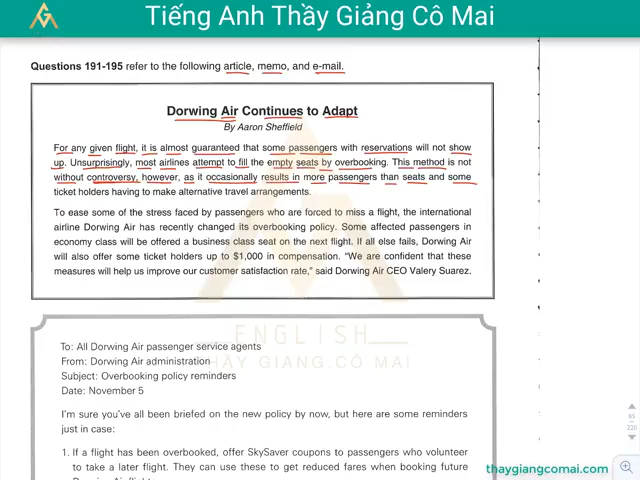 Tiếng Anh Thầy Giảng Cô Mai
Questions 191-195 refer to the following article, memo, and e-mail.
Dorwing Air Continues to Adapt
By Aaron Sheffield
For any given flight, it is almost guaranteed that some passengers with reservations will not show
up. Unsurprisingly, most airlines attempt to fill the empty seats by overbooking. This method is not
without controversy, however, as it occasionally results in more passengers than seats and some
ticket holders having to make alternative travel arrangements.
To ease some of the stress faced by passengers who are forced to miss a flight, the international
airline Dorwing Air has recently changed its overbooking policy. Some affected passengers in
economy class will be offered a business class seat on the next flight. If all else fails, Dorwing Air
will also offer some ticket holders up to $1,000 in compensation. “We are confident that these
measures will help us improve our customer satisfaction rate,” said Dorwing Air CEO Valery Suarez.
ENGLISH
THẦY GIẢNG.CÔ MAI
To: All Dorwing Air passenger service agents
From: Dorwing Air administration
Subject: Overbooking policy reminders
Date: November 5
I'm sure you've all been briefed on the new policy by now, but here are some reminders
just in case:
1. If a flight has been overbooked, offer SkySaver coupons to passengers who volunteer
to take a later flight. They can use these to get reduced fares when booking future
85
220
thaygiangcomai.com